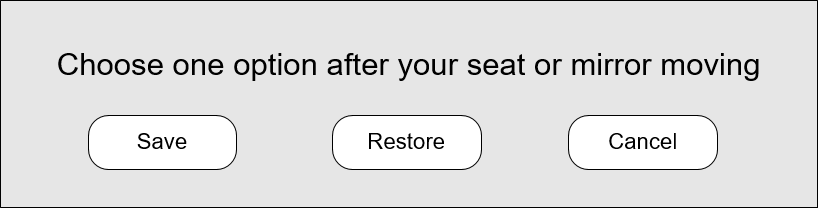 Choose one option after your seat or mirror moving
Save
Restore
Cancel